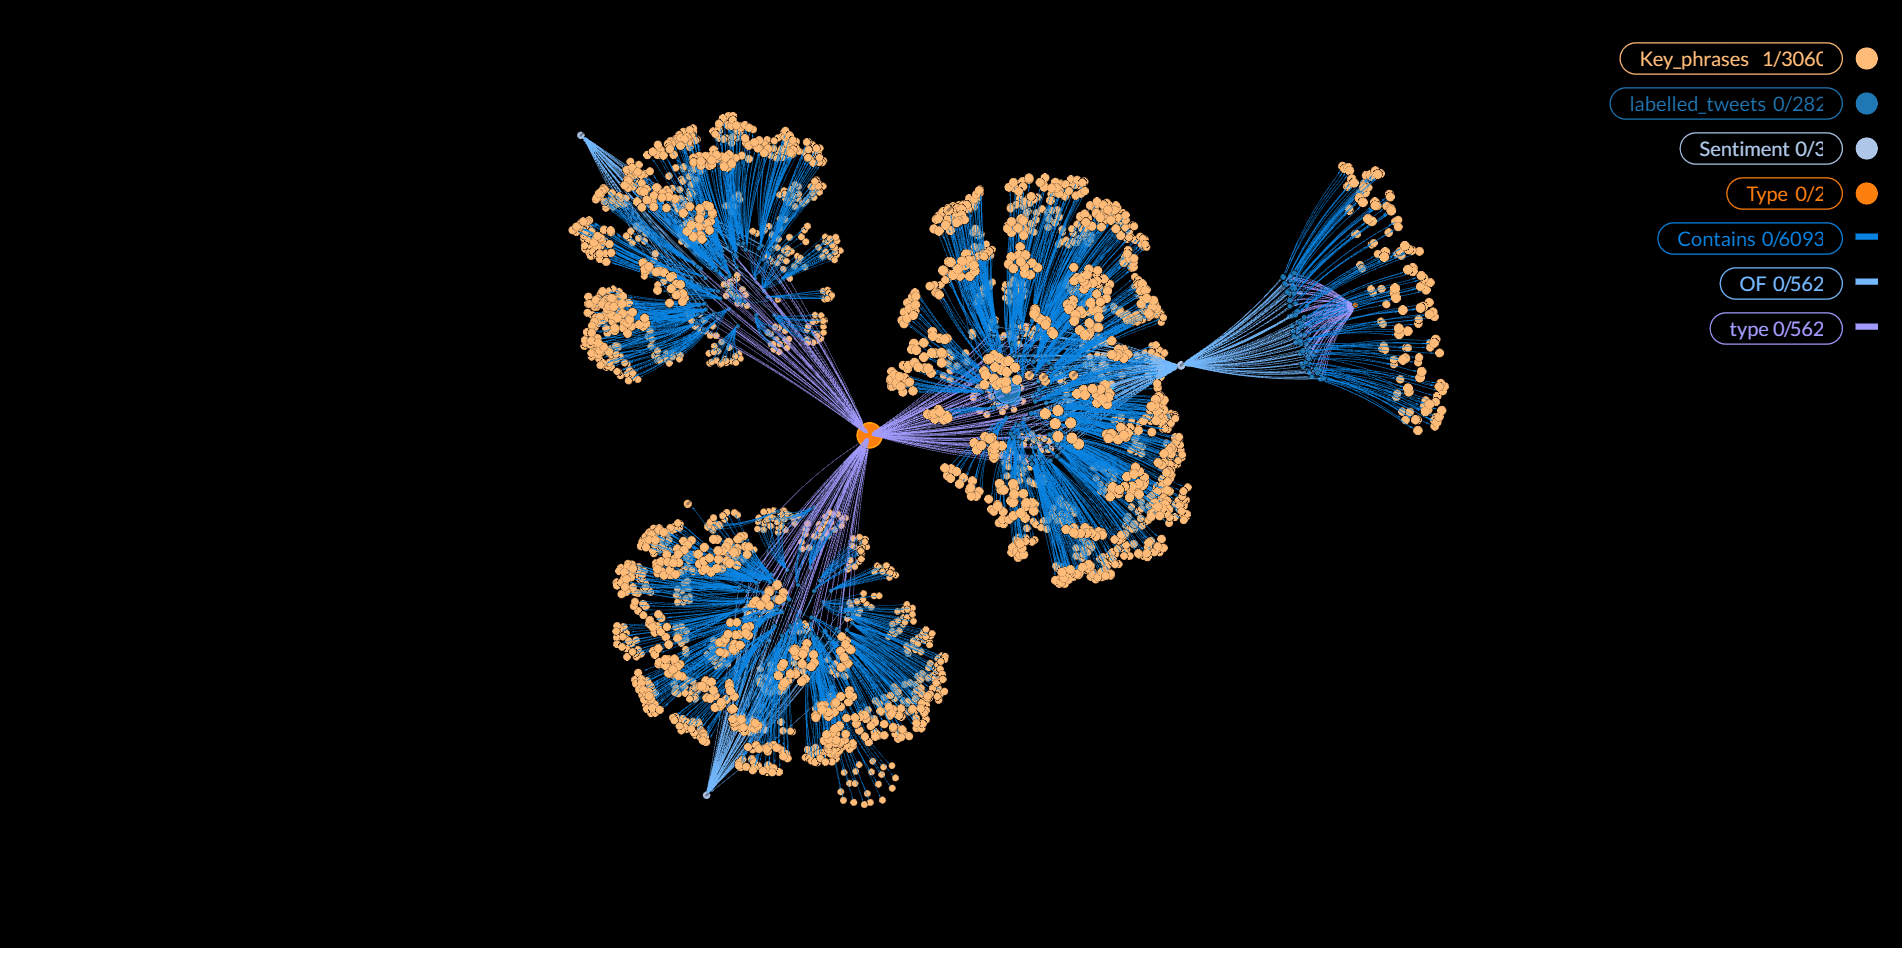 Key_phrases 1/3060
labelled_tweets 0/282
Sentiment 0/3
Type 0/2
Contains 0/6093
OF 0/562
type 0/562